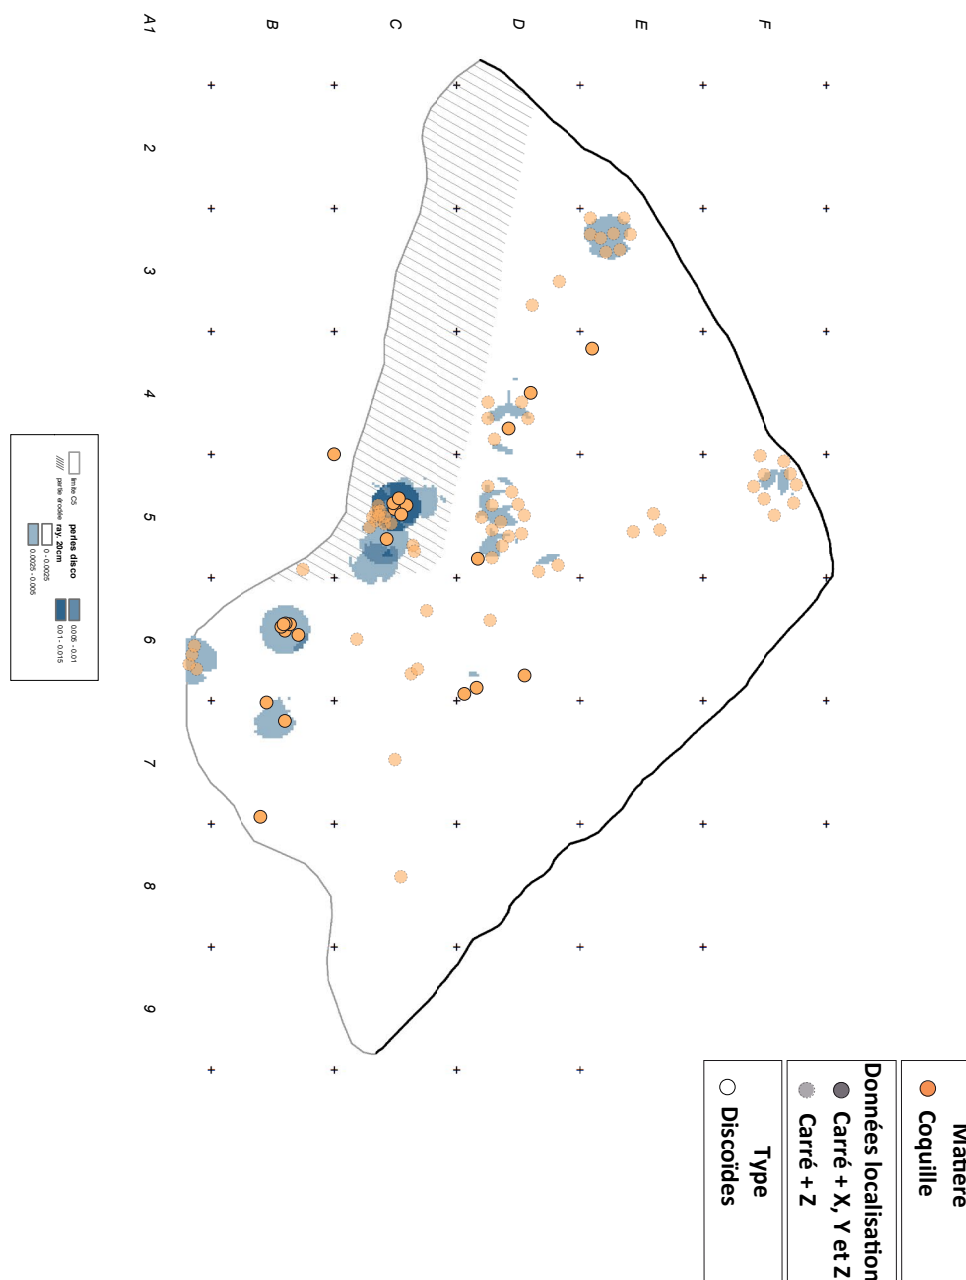 A1
B
C
D
E
F
2
3
4
5
6
7
8
9
Matière
Coquille
Données localisation
Carré + X, Y et Z
Carré + Z
Type
Discoïdes
limite C5
partie érodée
perles disco
ray. 20cm
0 - 0.0025
0.0025 - 0.005
0.005 - 0.01
0.01 - 0.015